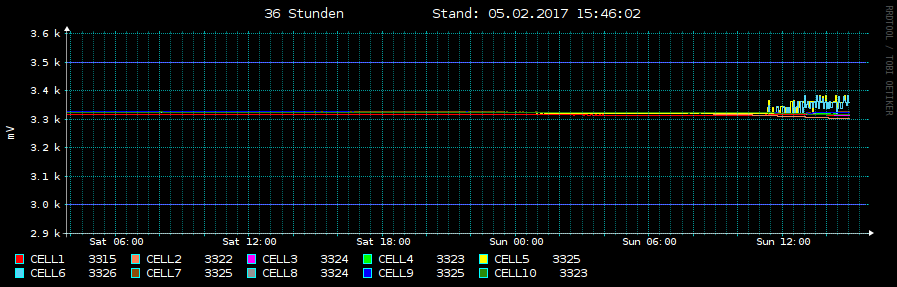 36 Stunden Stand: 05.02.2017 15:46:02
RRDTOOL / TOBI OETIKER
3.6 k
3.5 k
3.4 k
3.3 k
3.2 k
3.1 k
3.0 k
2.9 k
mV
Sat 06:00 Sat 12:00 Sat 18:00 Sun 00:00 Sun 06:00 Sun 12:00
CELL1 3315 CELL2 3322 CELL3 3324 CELL4 3323 CELL5 3325
CELL6 3326 CELL7 3325 CELL8 3324 CELL9 3325 CELL10 3323